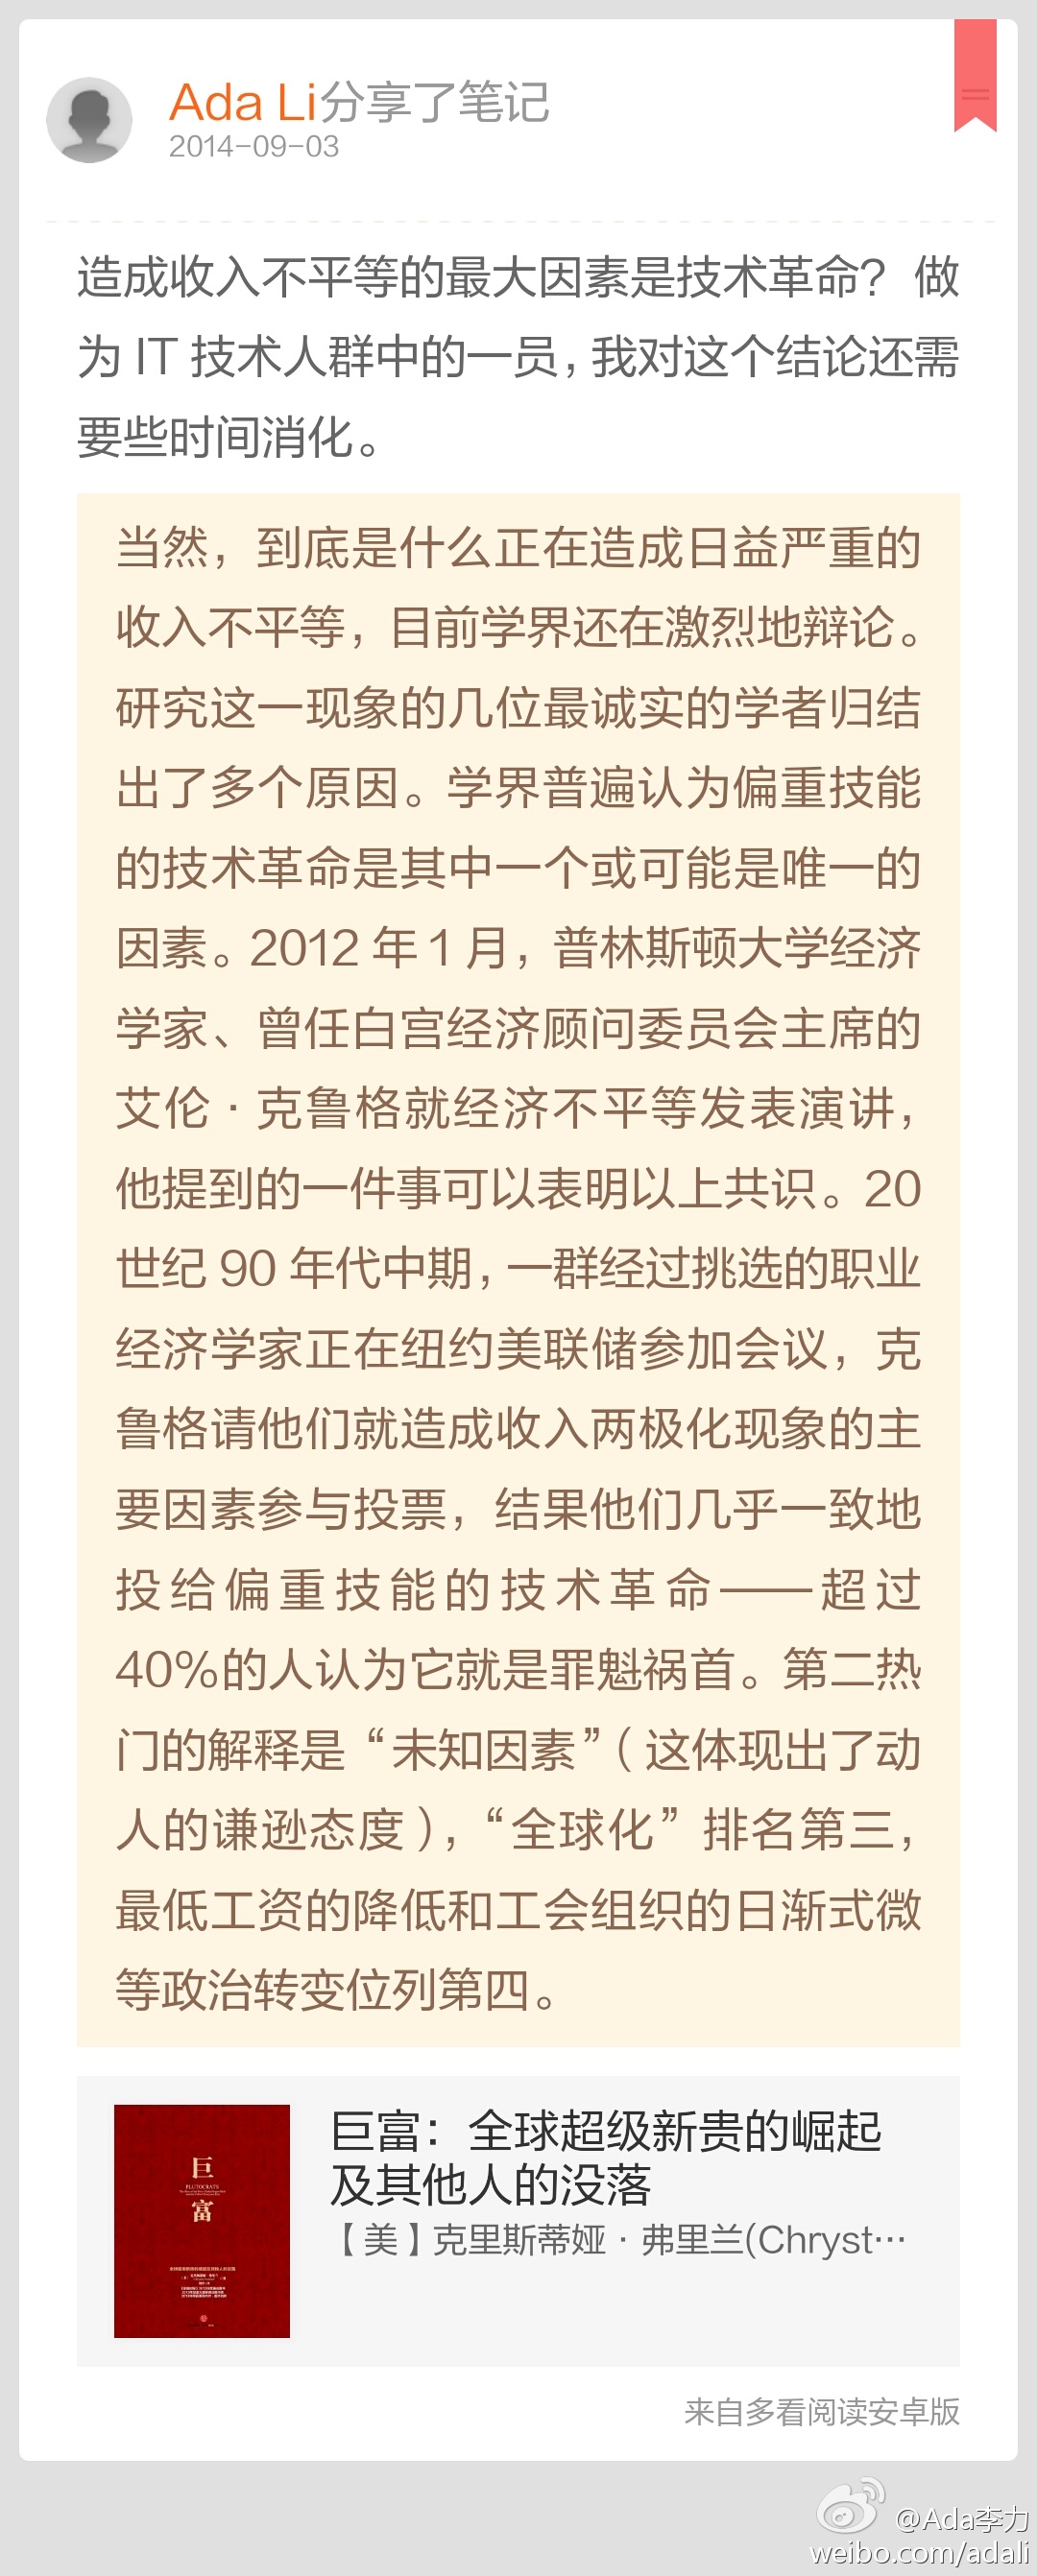 Ada Li分享了笔记
2014-09-03
造成收入不平等的最大因素是技术革命？ 做
为 IT 技术人群中的一员，我对这个结论还需
要些时间消化。
当然，到底是什么正在造成日益严重的
收入不平等，目前学界还在激烈地辩论。
研究这一现象的几位最诚实的学者归结
出了多个原因。学界普遍认为偏重技能
的技术革命是其中一个或可能是唯一的
因素。2012 年 1 月，普林斯顿大学经济
学家、曾任白宫经济顾问委员会主席的
艾伦·克鲁格就经济不平等发表演讲，
他提到的一件事可以表明以上共识。20
世纪 90 年代中期，一群经过挑选的职业
经济学家正在纽约美联储参加会议，克
鲁格请他们就造成收入两极化现象的主
要因素参与投票，结果他们几乎一致地
投给偏重技能的技术革命——超过
40%的人认为它就是罪魁祸首。第二热
门的解释是“未知因素”（这体现出了动
人的谦逊态度），“全球化”排名第三，
最低工资的降低和工会组织的日渐式微
等政治转变位列第四。
巨
PLUTOCRATS
富
巨富：全球超级新贵的崛起
及其他人的没落
【美】克里斯蒂娅·弗里兰(Chryst…
来自多看阅读安卓版
@Ada李力
weibo.com/adali